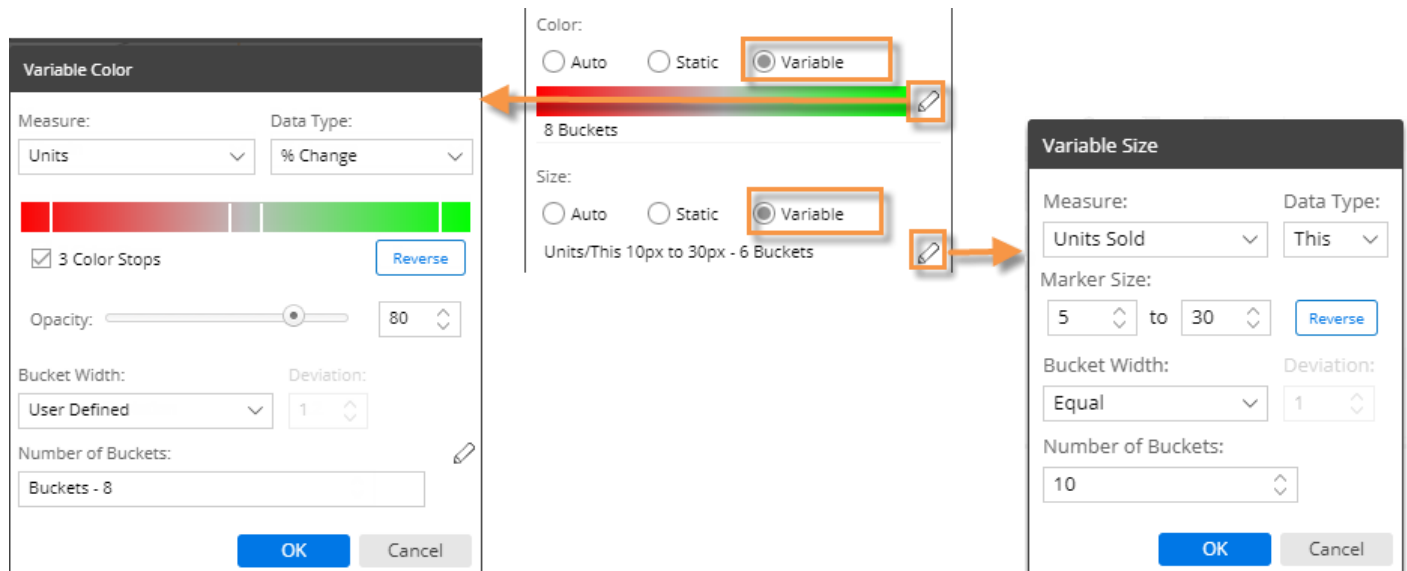 Variable Color
Measure: Data Type:
Units % Change
3 Color Stops Reverse
Opacity: 80
Bucket Width: Deviation:
User Defined 1
Number of Buckets:
Buckets - 8
OK Cancel
Color:
Auto Static Variable
8 Buckets
Size:
Auto Static Variable
Units/This 10px to 30px - 6 Buckets
Variable Size
Measure: Data Type:
Units Sold This
Marker Size:
5 to 30 Reverse
Bucket Width: Deviation:
Equal 1
Number of Buckets:
10
OK Cancel